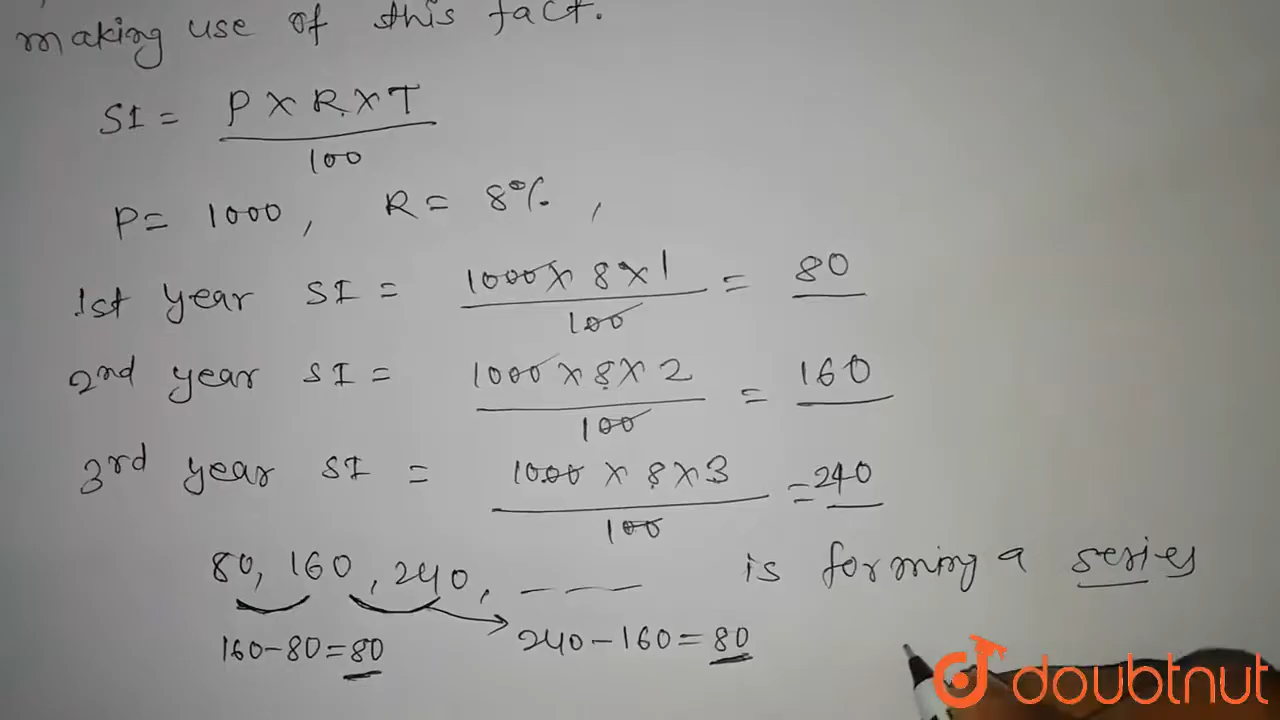 making use of this fact.
SI = P × R × T / 100
P = 1000, R = 8%,
1st year SI = 1000 × 8 × 1 / 100 = 80
2nd year SI = 1000 × 8 × 2 / 100 = 160
3rd year SI = 1000 × 8 × 3 / 100 = 240
80, 160, 240, _ _ is forming a series
160 - 80 = 80 240 - 160 = 80
doubtnut